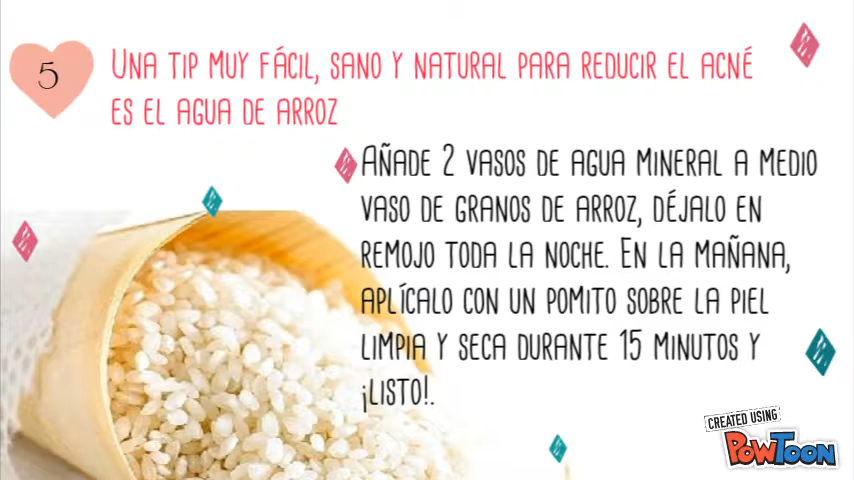 5
UNA TIP MUY FÁCIL, SANO Y NATURAL PARA REDUCIR EL ACNÉ
ES EL AGUA DE ARROZ
AÑADE 2 VASOS DE AGUA MINERAL A MEDIO
VASO DE GRANOS DE ARROZ, DÉJALO EN
REMOJO TODA LA NOCHE. EN LA MAÑANA,
APLÍCALO CON UN POMITO SOBRE LA PIEL
LIMPIA Y SECA DURANTE 15 MINUTOS Y
¡LISTO!.
CREATED USING
POWTOON